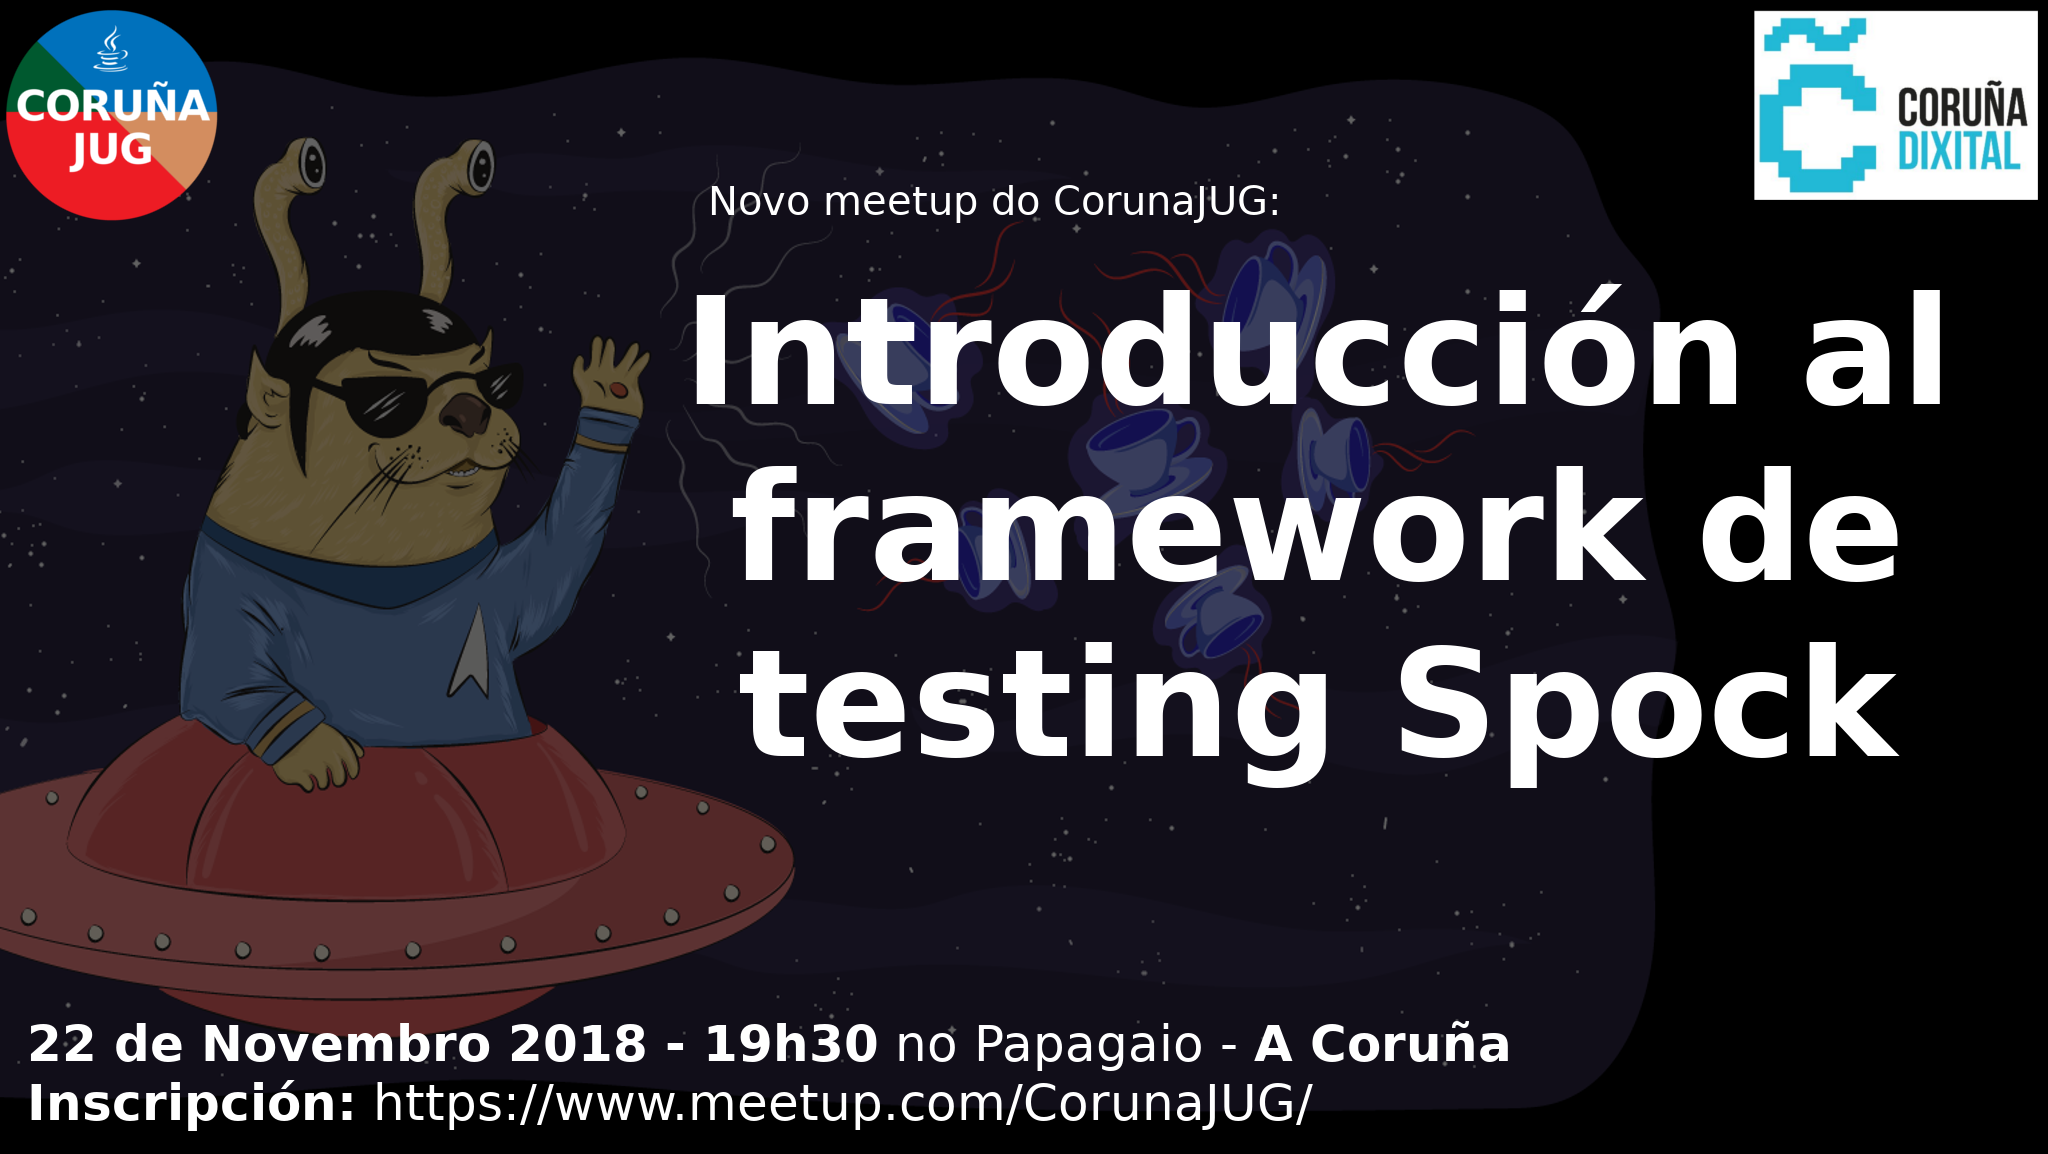 CORUÑA
JUG
CORUÑA
DIXITAL
Novo meetup do CorunaJUG:
Introducción al
framework de
testing Spock
22 de Novembro 2018 - 19h30 no Papagaio - A Coruña
Inscripción: https://www.meetup.com/CorunaJUG/